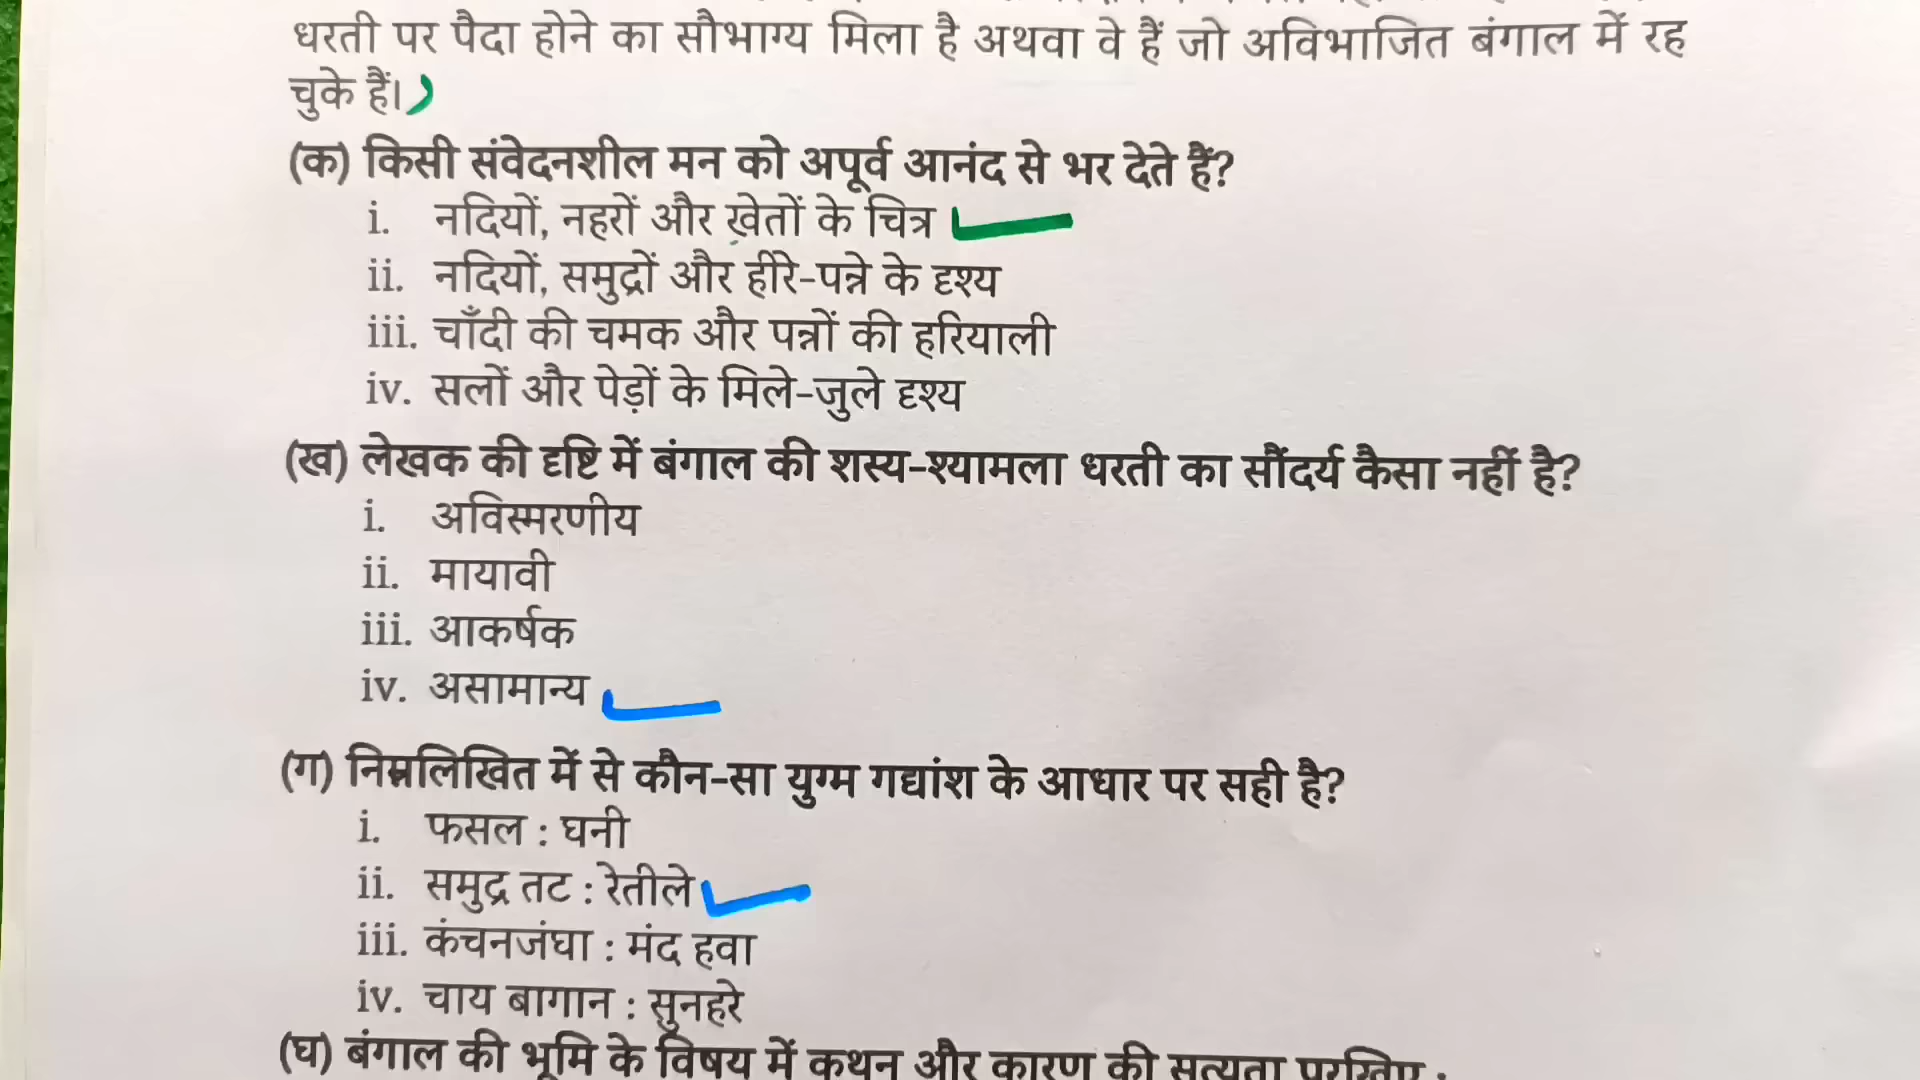 धरती पर पैदा होने का सौभाग्य मिला है अथवा वे हैं जो अविभाजित बंगाल में रह
चुके हैं।
(क) किसी संवेदनशील मन को अपूर्व आनंद से भर देते हैं?
i. नदियों, नहरों और खेतों के चित्र
ii. नदियों, समुद्रों और हीरे-पन्ने के दृश्य
iii. चाँदी की चमक और पन्नों की हरियाली
iv. सलों और पेड़ों के मिले-जुले दृश्य
(ख) लेखक की दृष्टि में बंगाल की शस्य-श्यामला धरती का सौंदर्य कैसा नहीं है?
i. अविस्मरणीय
ii. मायावी
iii. आकर्षक
iv. असामान्य
(ग) निम्नलिखित में से कौन-सा युग्म गद्यांश के आधार पर सही है?
i. फसल : घनी
ii. समुद्र तट : रेतीले
iii. कंचनजंघा : मंद हवा
iv. चाय बागान : सुनहरे
(घ) बंगाल की भूमि के विषय में कथन और कारण की सत्यता परखिए :